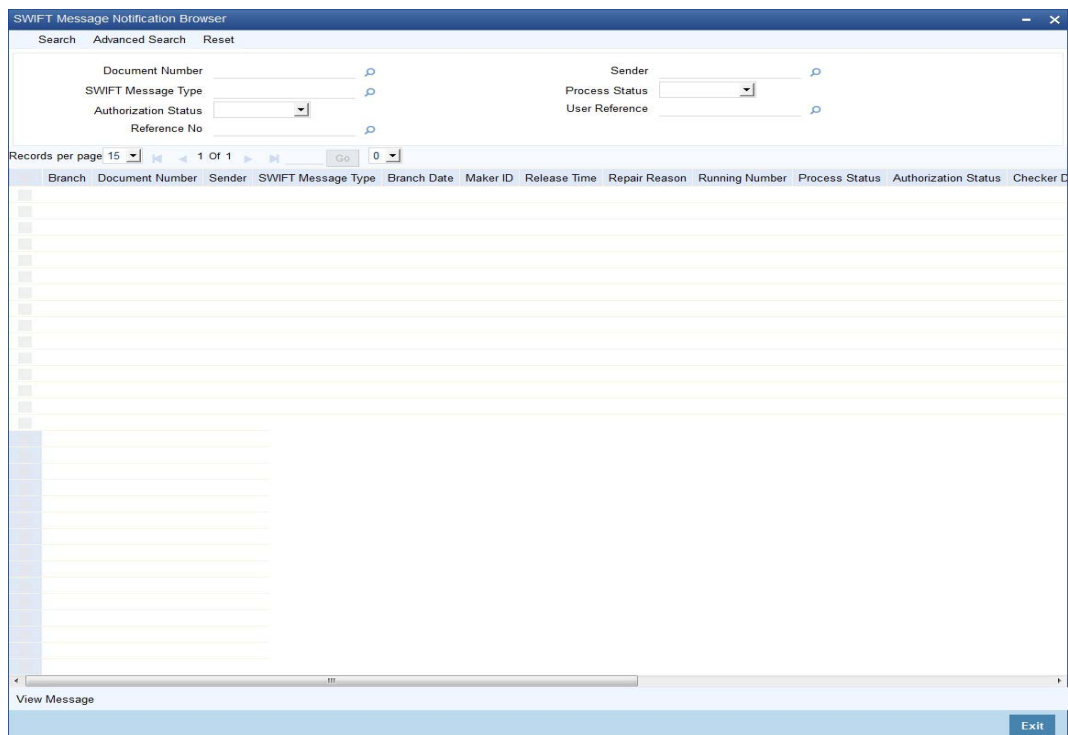 SWIFT Message Notification Browser
Search Advanced Search Reset
Document Number Sender
SWIFT Message Type Process Status
Authorization Status User Reference
Reference No
Records per page 15 1 Of 1 Go 0
Branch Document Number Sender SWIFT Message Type Branch Date Maker ID Release Time Repair Reason Running Number Process Status Authorization Status Checker D
View Message
Exit